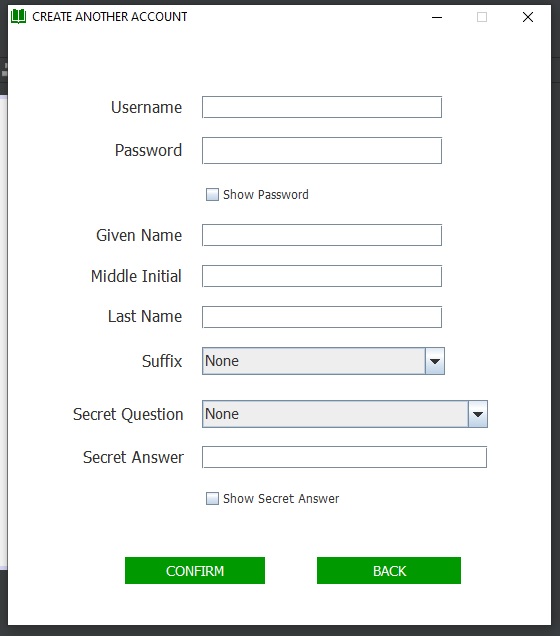 CREATE ANOTHER ACCOUNT
Username
Password
Show Password
Given Name
Middle Initial
Last Name
Suffix None
Secret Question None
Secret Answer
Show Secret Answer
CONFIRM BACK